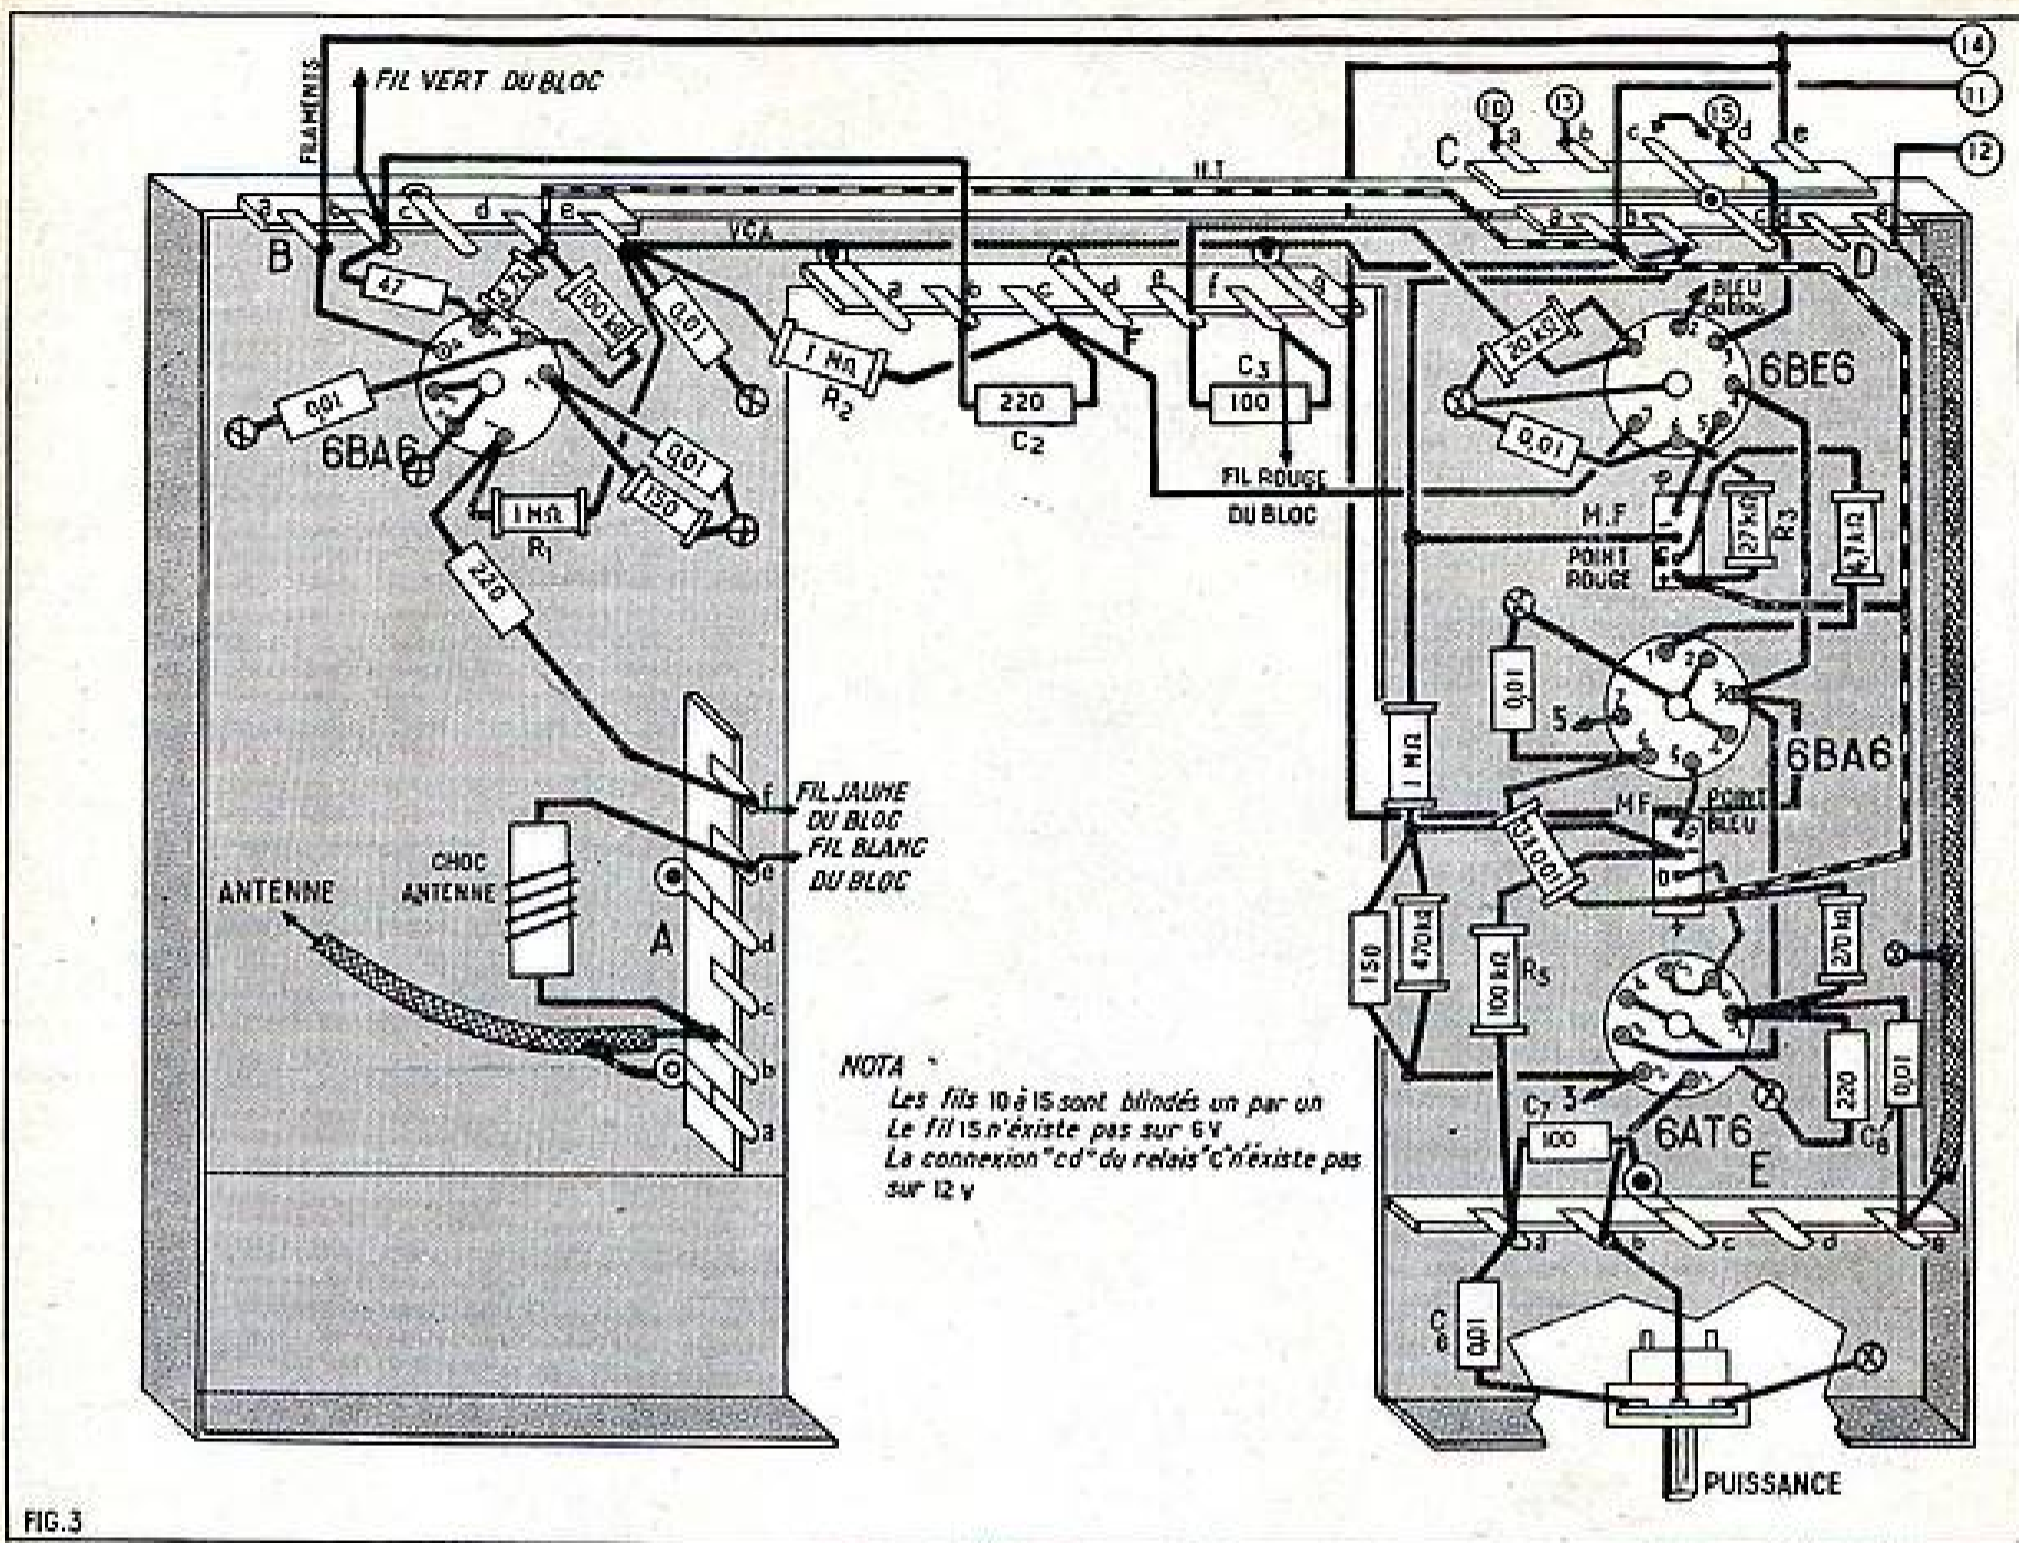 14
FILAMENTS
FIL VERT DU BLOC
11
10
13
15
a
b
c
d
e
C
12
H.T
a
b
c
d
e
B
VCA
a
b
c
d
e
D
a
b
c
d
e
f
g
F
47
100 kΩ
0,01
1 MΩ
R2
220
C2
C3
100
20 kΩ
BLEU
DU BLOC
6BE6
0,01
6BA6
0,01
0,01
150
1 MΩ
R1
FIL ROUGE
DU BLOC
M.F
POINT
ROUGE
27 kΩ
R3
4,7 kΩ
220
0,01
5
6BA6
1 MΩ
MF
POINT
BLEU
f
FIL JAUNE
DU BLOC
FIL BLANC
DU BLOC
e
CHOC
ANTENNE
ANTENNE
A
d
c
b
a
150
470 kΩ
100 kΩ
R5
270 kΩ
220
0,01
C8
3
C7
100
6AT6
E
NOTA
Les fils 10 à 15 sont blindés un par un
Le fil 15 n'éxiste pas sur 6 V
La connexion "cd" du relais "C" n'éxiste pas
sur 12 v
a
b
c
d
e
C6
0,01
PUISSANCE
FIG.3